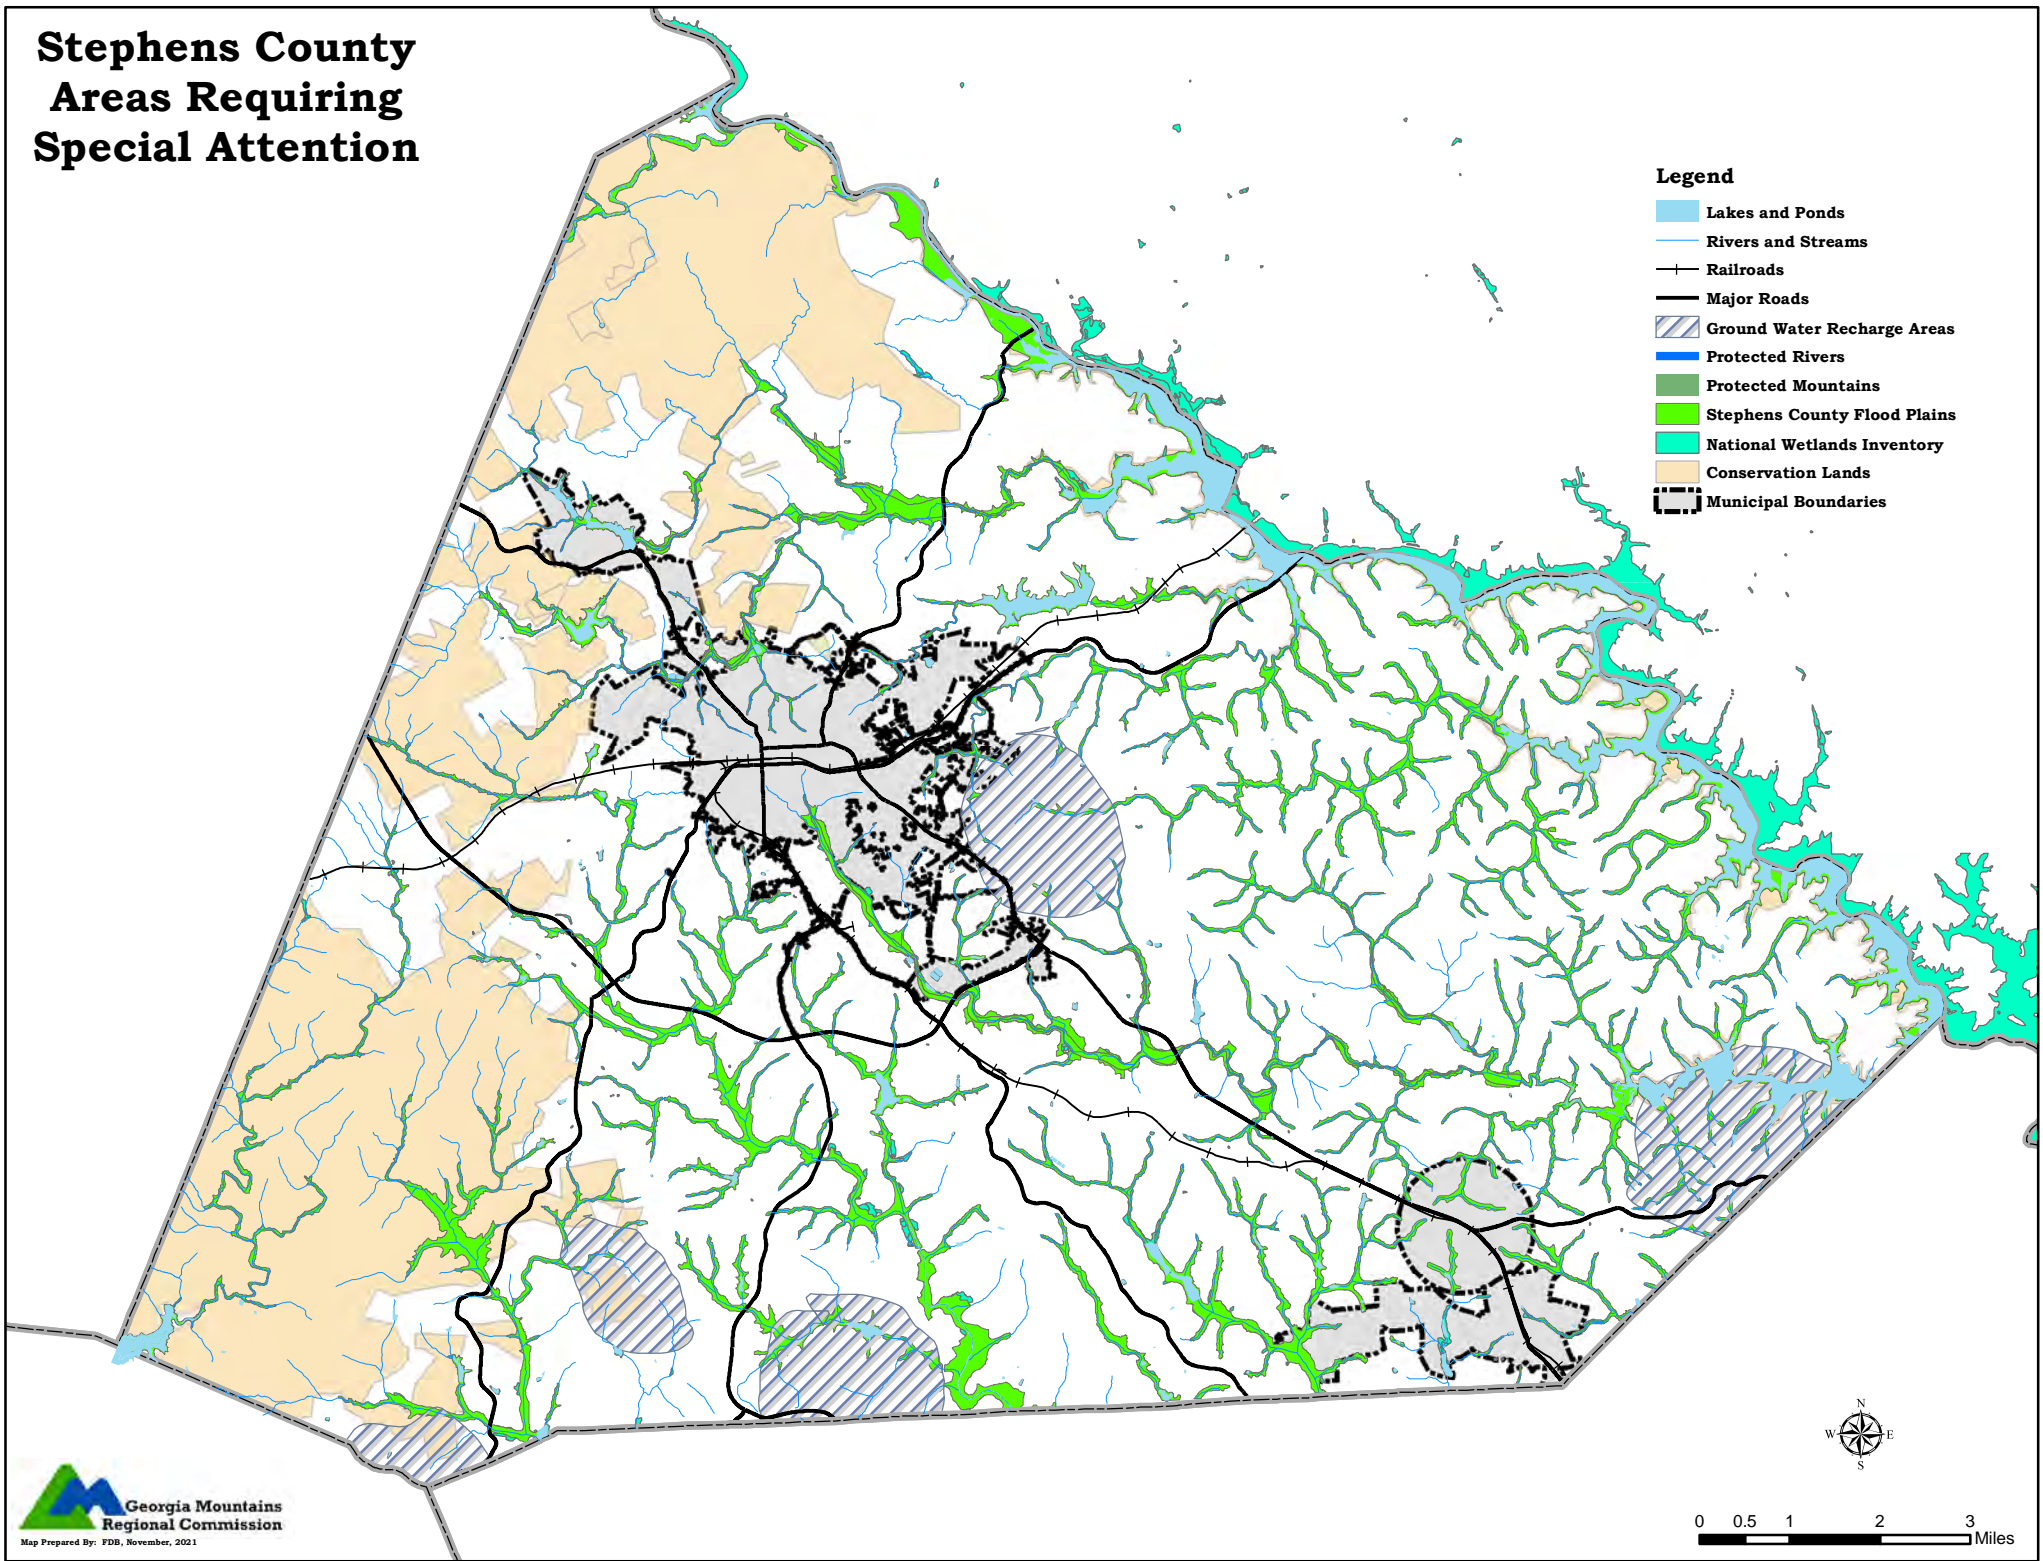 Stephens County
Areas Requiring
Special Attention
Legend
Lakes and Ponds
Rivers and Streams
Railroads
Major Roads
Ground Water Recharge Areas
Protected Rivers
Protected Mountains
Stephens County Flood Plains
National Wetlands Inventory
Conservation Lands
Municipal Boundaries
N
W E
S
0 0.5 1 2 3
Miles
Georgia Mountains
Regional Commission
Map Prepared By: FDB, November, 2021